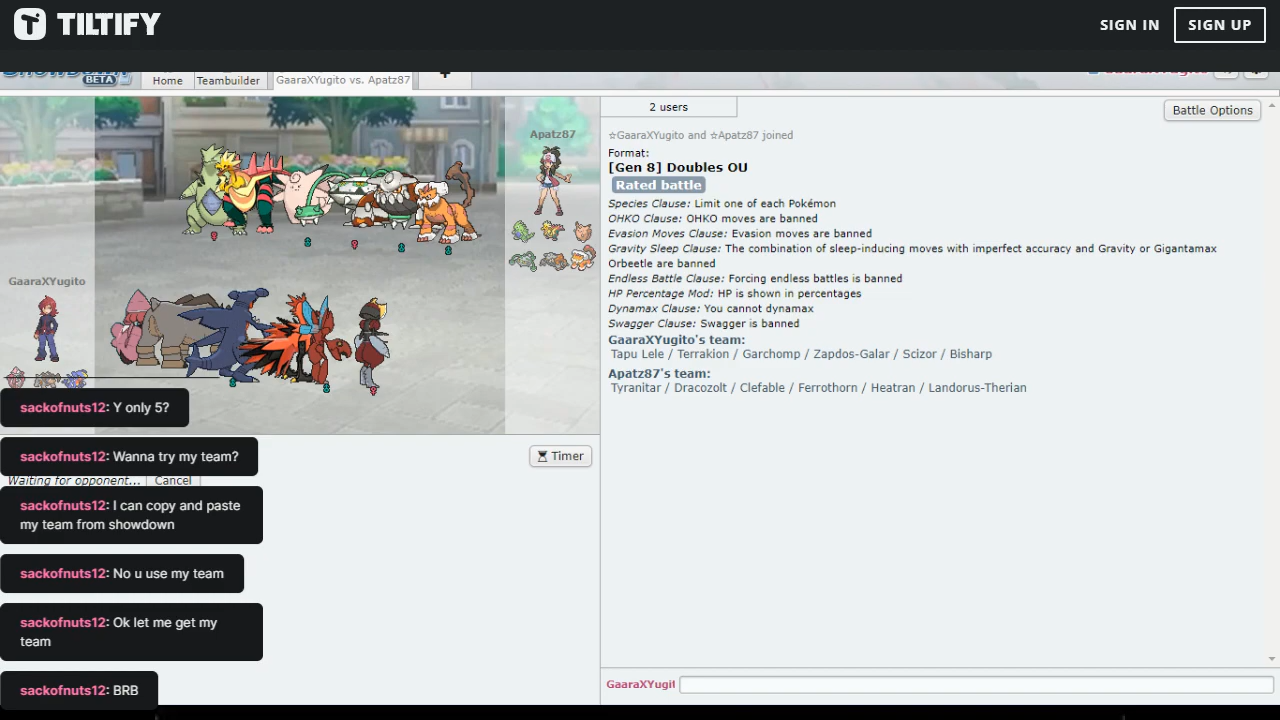 TILTIFY
SIGN IN
SIGN UP
BETA
Home
Teambuilder
GaaraXYugito vs. Apatz87
+
2 users
Battle Options
Apatz87
GaaraXYugito
☆GaaraXYugito and ☆Apatz87 joined
Format:
[Gen 8] Doubles OU
Rated battle
Species Clause: Limit one of each Pokémon
OHKO Clause: OHKO moves are banned
Evasion Moves Clause: Evasion moves are banned
Gravity Sleep Clause: The combination of sleep-inducing moves with imperfect accuracy and Gravity or Gigantamax
Orbeetle are banned
Endless Battle Clause: Forcing endless battles is banned
HP Percentage Mod: HP is shown in percentages
Dynamax Clause: You cannot dynamax
Swagger Clause: Swagger is banned
GaaraXYugito's team:
Tapu Lele / Terrakion / Garchomp / Zapdos-Galar / Scizor / Bisharp
Apatz87's team:
Tyranitar / Dracozolt / Clefable / Ferrothorn / Heatran / Landorus-Therian
Timer
Waiting for opponent...
Cancel
sackofnuts12: Y only 5?
sackofnuts12: Wanna try my team?
sackofnuts12: I can copy and paste
my team from showdown
sackofnuts12: No u use my team
sackofnuts12: Ok let me get my
team
sackofnuts12: BRB
GaaraXYugit